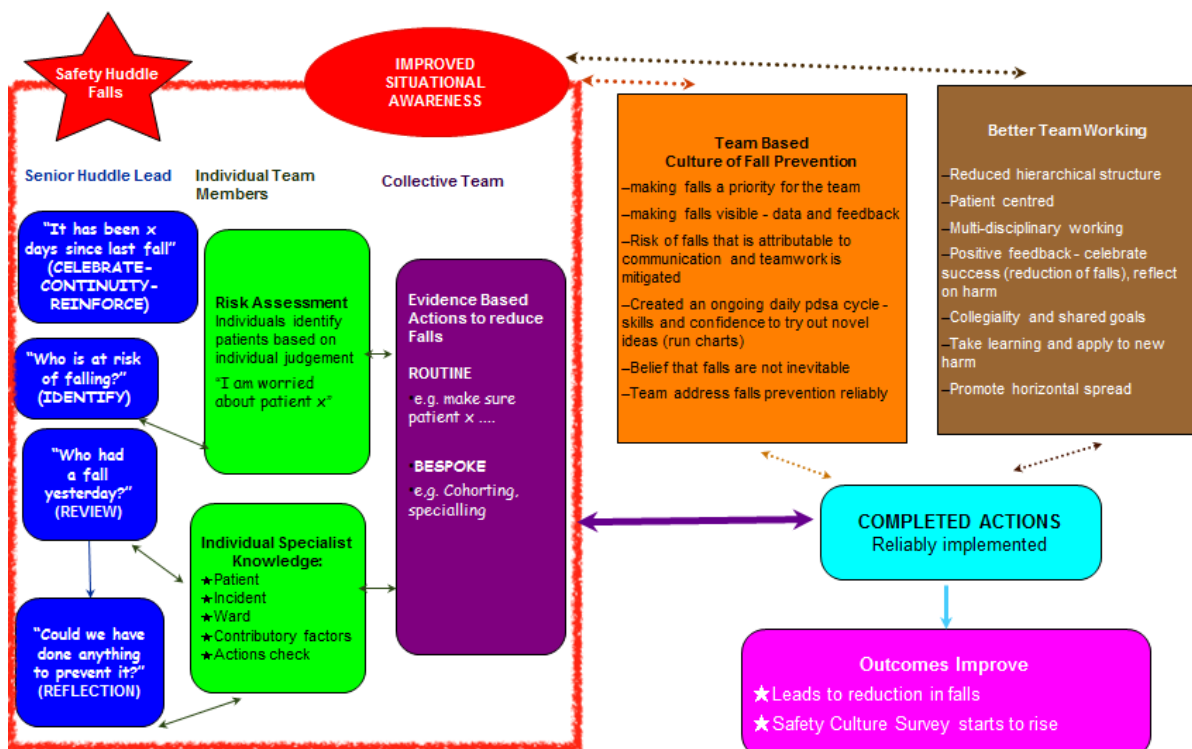 Safety Huddle
Falls
IMPROVED
SITUATIONAL
AWARENESS
Senior Huddle Lead
Individual Team
Members
Collective Team
“It has been x
days since last fall”
(CELEBRATE-
CONTINUITY-
REINFORCE)
“Who is at risk
of falling?”
(IDENTIFY)
“Who had
a fall
yesterday?”
(REVIEW)
“Could we have
done anything
to prevent it?”
(REFLECTION)
Risk Assessment
Individuals identify
patients based on
individual judgement
“I am worried
about patient x”
Individual Specialist
Knowledge:
★Patient
★Incident
★Ward
★Contributory factors
★Actions check
Evidence Based
Actions to reduce
Falls
ROUTINE
•e.g. make sure
patient x ....
•BESPOKE
•e,g. Cohorting,
specialling
Team Based
Culture of Fall Prevention
–making falls a priority for the team
–making falls visible - data and feedback
–Risk of falls that is attributable to
communication and teamwork is
mitigated
–Created an ongoing daily pdsa cycle -
skills and confidence to try out novel
ideas (run charts)
–Belief that falls are not inevitable
–Team address falls prevention reliably
Better Team Working
–Reduced hierarchical structure
–Patient centred
–Multi-disciplinary working
–Positive feedback - celebrate
success (reduction of falls), reflect
on harm
–Collegiality and shared goals
–Take learning and apply to new
harm
–Promote horizontal spread
COMPLETED ACTIONS
Reliably implemented
Outcomes Improve
★Leads to reduction in falls
★Safety Culture Survey starts to rise